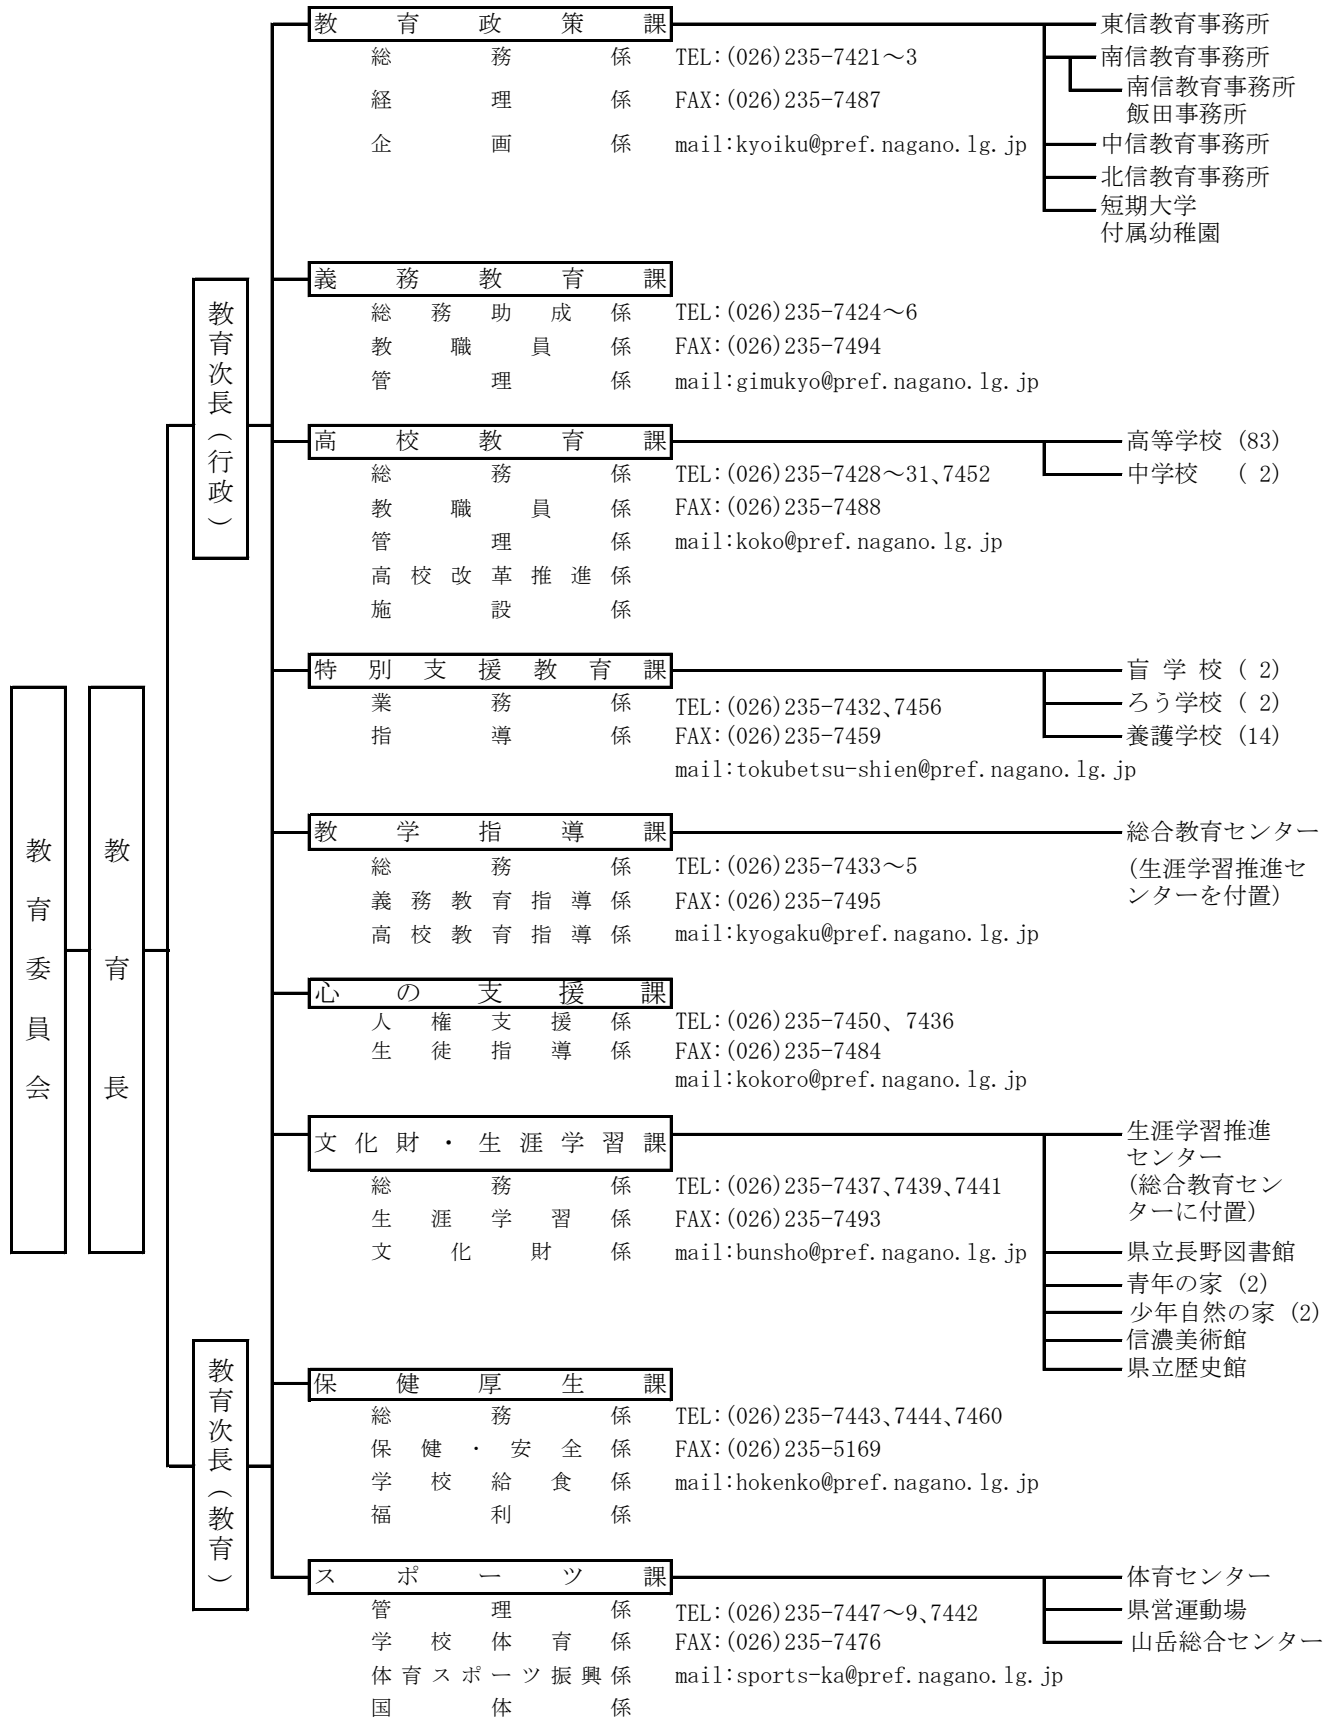 教育委員会
教育長
教育次長(行政)
教育次長(教育)
教育政策課
総務係 TEL:(026)235-7421～3
経理係 FAX:(026)235-7487
企画係 mail:kyoiku@pref.nagano.lg.jp
東信教育事務所
南信教育事務所
南信教育事務所
飯田事務所
中信教育事務所
北信教育事務所
短期大学
付属幼稚園
義務教育課
総務助成係 TEL:(026)235-7424～6
教職員係 FAX:(026)235-7494
管理係 mail:gimukyo@pref.nagano.lg.jp
高校教育課
総務係 TEL:(026)235-7428～31、7452
教職員係 FAX:(026)235-7488
管理係 mail:koko@pref.nagano.lg.jp
高校改革推進係
施設係
高等学校 (83)
中学校 ( 2)
特別支援教育課
業務係 TEL:(026)235-7432、7456
指導係 FAX:(026)235-7459
mail:tokubetsu-shien@pref.nagano.lg.jp
盲学校 ( 2)
ろう学校 ( 2)
養護学校 (14)
教学指導課
総務係 TEL:(026)235-7433～5
義務教育指導係 FAX:(026)235-7495
高校教育指導係 mail:kyogaku@pref.nagano.lg.jp
総合教育センター
(生涯学習推進セ
ンターを付置)
心の支援課
人権支援係 TEL:(026)235-7450、7436
生徒指導係 FAX:(026)235-7484
mail:kokoro@pref.nagano.lg.jp
文化財・生涯学習課
総務係 TEL:(026)235-7437、7439、7441
生涯学習係 FAX:(026)235-7493
文化財係 mail:bunsho@pref.nagano.lg.jp
生涯学習推進
センター
(総合教育セン
ターに付置)
県立長野図書館
青年の家 (2)
少年自然の家 (2)
信濃美術館
県立歴史館
保健厚生課
総務係 TEL:(026)235-7443、7444、7460
保健・安全係 FAX:(026)235-5169
学校給食係 mail:hokenko@pref.nagano.lg.jp
福利係
スポーツ課
管理係 TEL:(026)235-7447～9、7442
学校体育係 FAX:(026)235-7476
体育スポーツ振興係 mail:sports-ka@pref.nagano.lg.jp
国体係
体育センター
県営運動場
山岳総合センター